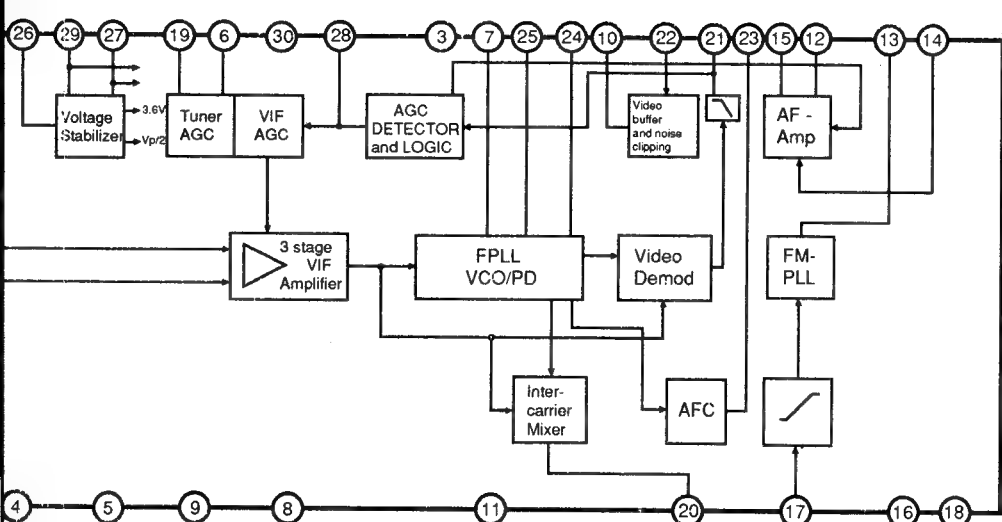 26 29 27 19 6 30 28 3 7 25 24 10 22 21 23 15 12 13 14
Voltage
Stabilizer
3.6V
Vp/2
Tuner
AGC
VIF
AGC
AGC
DETECTOR
and LOGIC
Video
buffer
and noise
clipping
AF -
Amp
3 stage
VIF
Amplifier
FPLL
VCO/PD
Video
Demod
FM-
PLL
Inter-
carrier
Mixer
AFC
4 5 9 8 11 20 17 16 18